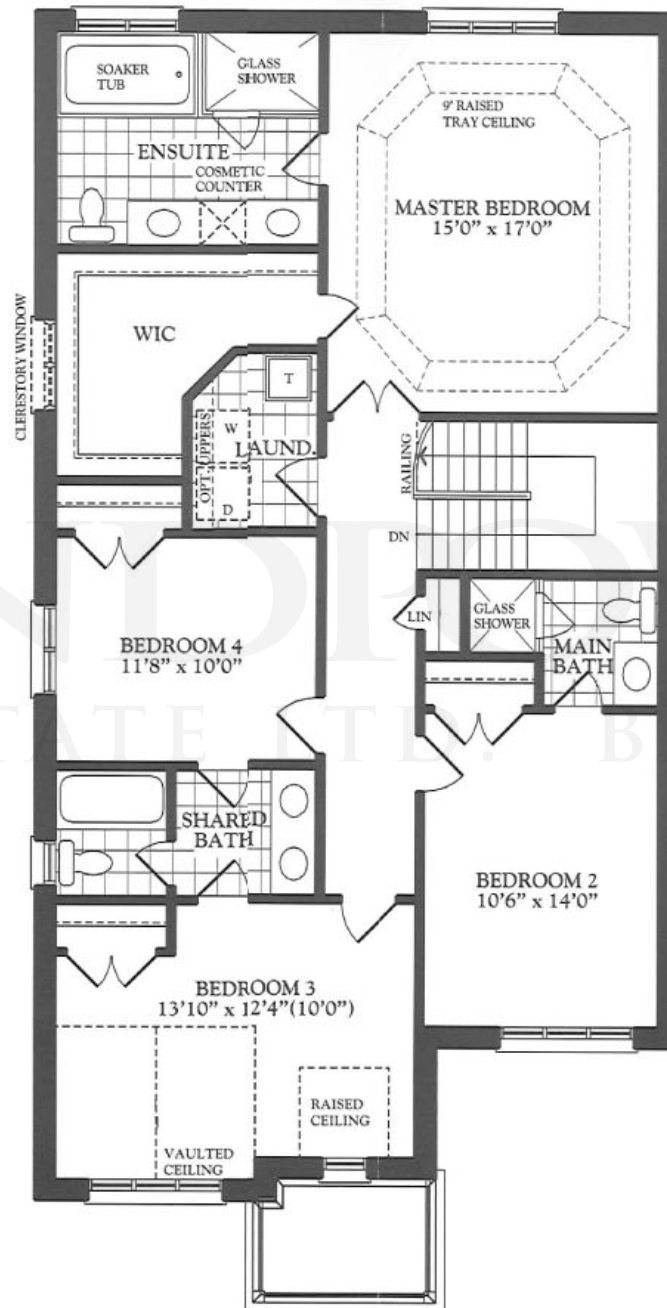 SOAKER
TUB
GLASS
SHOWER
9' RAISED
TRAY CEILING
ENSUITE
COSMETIC
COUNTER
MASTER BEDROOM
15'0" x 17'0"
CLERESTORY WINDOW
WIC
T
W
LAUND.
OPT. UPPERS
D
RAILING
DN
LIN
GLASS
SHOWER
MAIN
BATH
BEDROOM 4
11'8" x 10'0"
SHARED
BATH
BEDROOM 2
10'6" x 14'0"
BEDROOM 3
13'10" x 12'4"(10'0")
RAISED
CEILING
VAULTED
CEILING